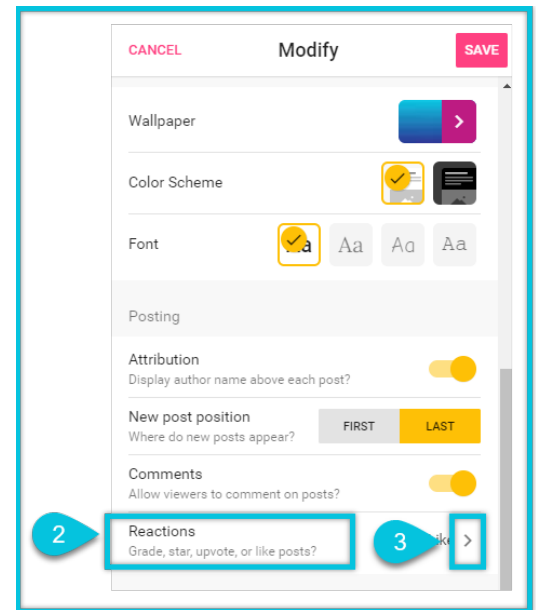 CANCEL Modify SAVE
Wallpaper
Color Scheme
Font Aa Aa Aa
Posting
Attribution
Display author name above each post?
New post position
Where do new posts appear?
FIRST LAST
Comments
Allow viewers to comment on posts?
2
Reactions
Grade, star, upvote, or like posts?
3